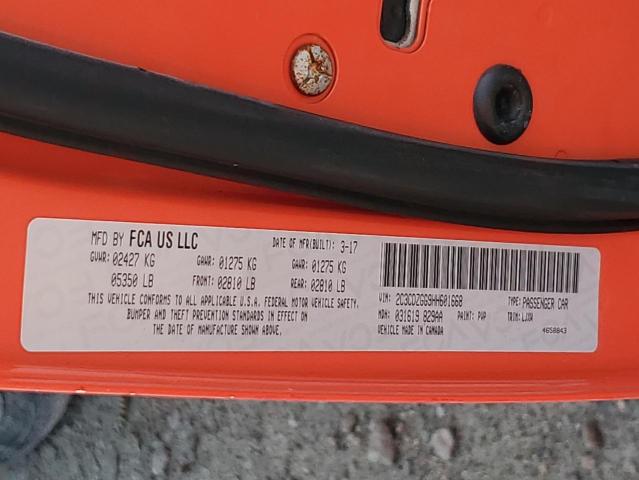 MFD BY FCA US LLC DATE OF MFR(BUILT): 3-17
GVWR: 02427 KG GAWR: 01275 KG GAWR: 01275 KG
05350 LB FRONT: 02810 LB REAR: 02810 LB
THIS VEHICLE CONFORMS TO ALL APPLICABLE U.S.A. FEDERAL MOTOR VEHICLE SAFETY,
BUMPER AND THEFT PREVENTION STANDARDS IN EFFECT ON
THE DATE OF MANUFACTURE SHOWN ABOVE.
VIN: 2C3CDZGG9HH601668 TYPE: PASSENGER CAR
MDH: 031619 829AA PAINT: PVP TRIM: LJXR
VEHICLE MADE IN CANADA 4658843